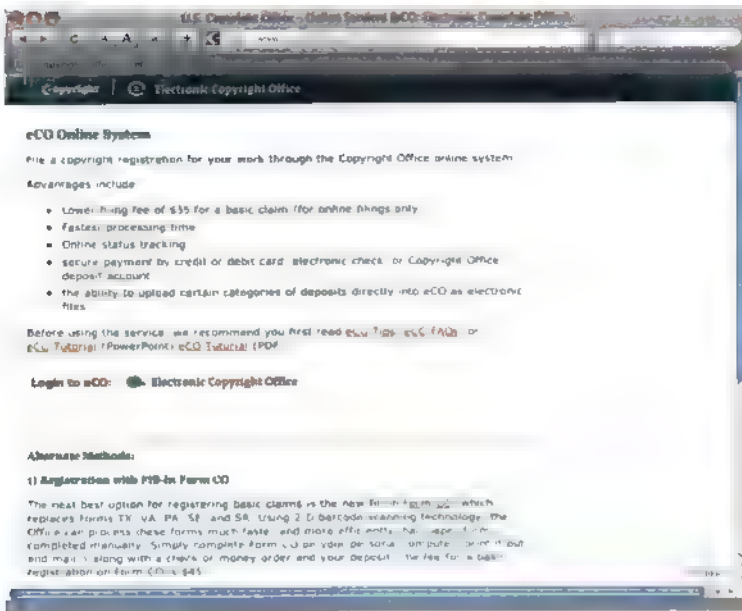 U.S. Copyright Office - Online Services (eCO: Electronic Copyright Office)
Copyright | Electronic Copyright Office
eCO Online System
File a copyright registration for your work through the Copyright Office online system.
Advantages include:
• Lower filing fee of $35 for a basic claim (for online filings only
• Fastest processing time
• Online status tracking
• secure payment by credit or debit card, electronic check, or Copyright Office
deposit account
• the ability to upload certain categories of deposits directly into eCO as electronic
files
Before using the service, we recommend you first read eCO Tips, eCO FAQs, or
eCO Tutorial (PowerPoint) eCO Tutorial (PDF
Login to eCO: Electronic Copyright Office
Alternate Methods:
1) Registration with Fill-in Form CO
The next best option for registering basic claims is the new fill-in Form CO, which
replaces forms TX, VA, PA, SE, and SR. Using 2-D barcode scanning technology, the
Office can process these forms much faster and more efficiently than paper forms
completed manually. Simply complete Form CO on your personal computer, print it out
and mail it along with a check or money order and your deposit. The fee for a basic
registration on Form CO is $45